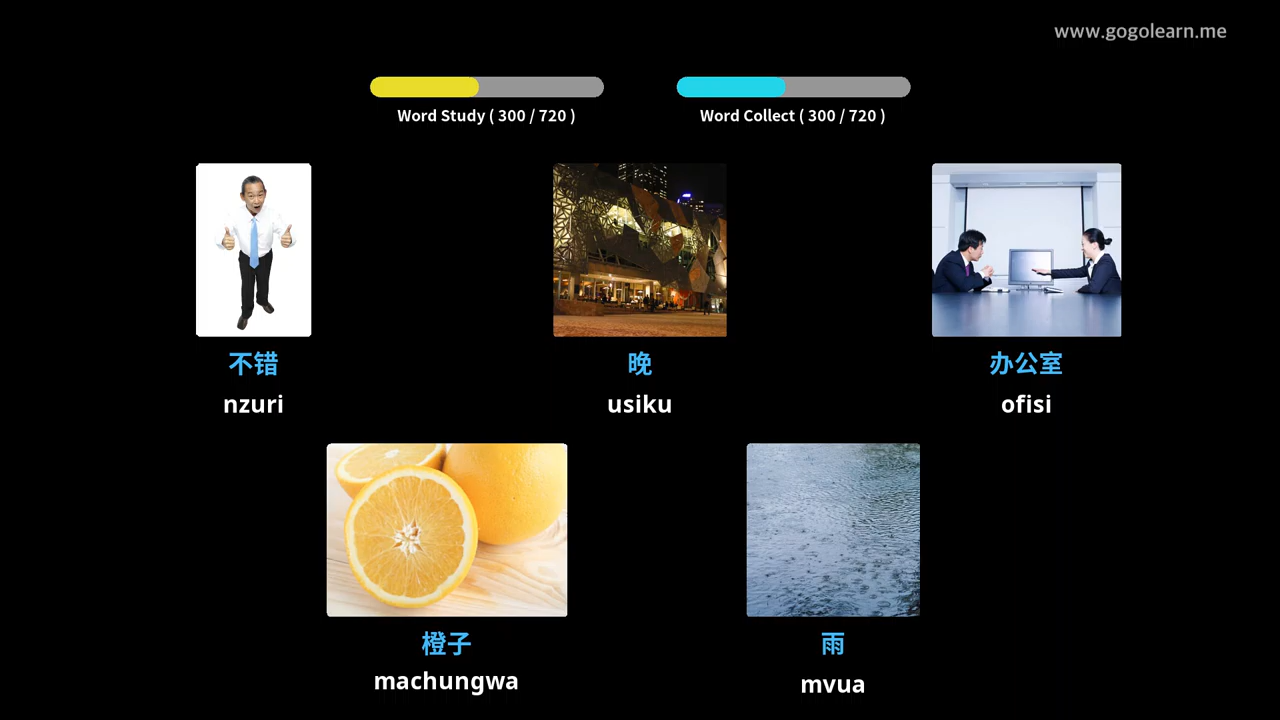 www.gogolearn.me
Word Study ( 300 / 720 )
Word Collect ( 300 / 720 )
不错
nzuri
晚
usiku
办公室
ofisi
橙子
machungwa
雨
mvua